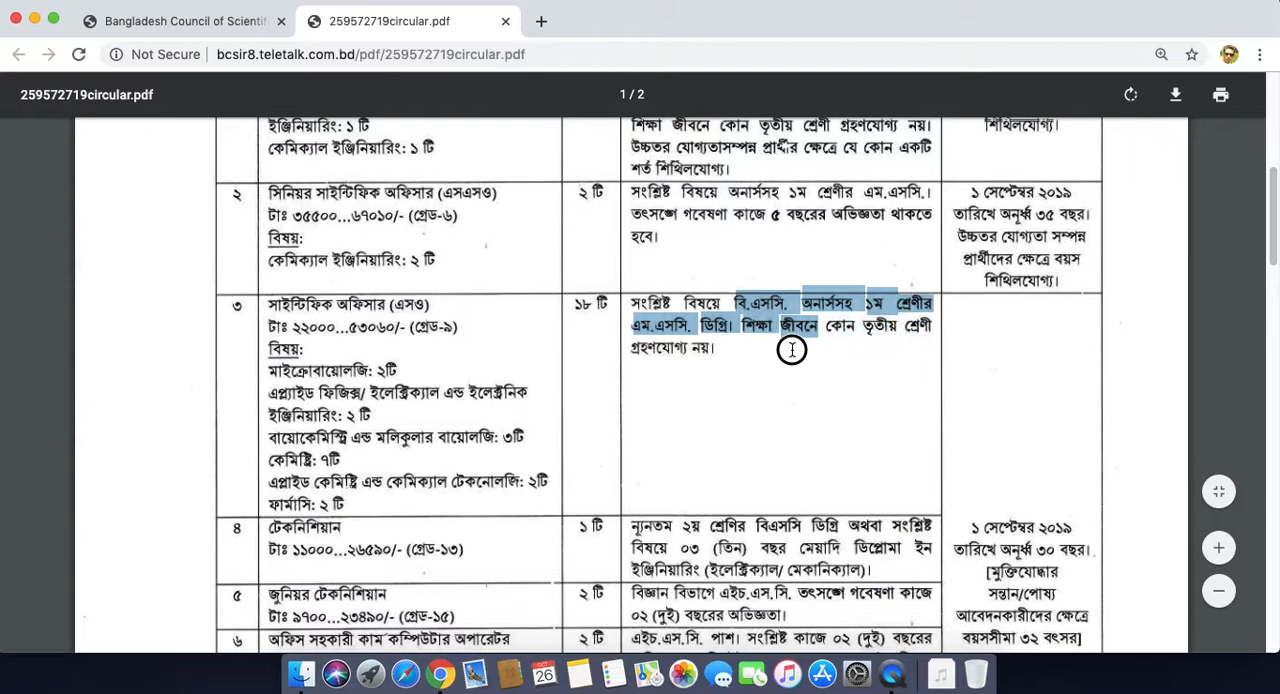 Bangladesh Council of Scientif
259572719circular.pdf
Not Secure
bcsir8.teletalk.com.bd/pdf/259572719circular.pdf
259572719circular.pdf
1 / 2
ইঞ্জিনিয়ারিং: ১ টি
কেমিক্যাল ইঞ্জিনিয়ারিং: ১ টি
শিক্ষা জীবনে কোন তৃতীয় শ্রেণী গ্রহণযোগ্য নয়।
উচ্চতর যোগ্যতাসম্পন্ন প্রার্থীর ক্ষেত্রে যে কোন একটি
শর্ত শিথিলযোগ্য।
শিথিলযোগ্য।
২
সিনিয়র সাইন্টিফিক অফিসার (এসএসও)
টাঃ ৩৫৫০০...৬৭০১০/- (গ্রেড-৬)
বিষয়:
কেমিক্যাল ইঞ্জিনিয়ারিং: ২ টি
২ টি
সংশ্লিষ্ট বিষয়ে অনার্সসহ ১ম শ্রেণীর এম.এসসি.।
তৎসঙ্গে গবেষণা কাজে ৫ বছরের অভিজ্ঞতা থাকতে
হবে।
১ সেপ্টেম্বর ২০১৯
তারিখে অনূর্ধ্ব ৩৫ বছর।
উচ্চতর যোগ্যতা সম্পন্ন
প্রার্থীদের ক্ষেত্রে বয়স
শিথিলযোগ্য।
৩
সাইন্টিফিক অফিসার (এসও)
টাঃ ২২০০০...৫৩০৬০/- (গ্রেড-৯)
বিষয়:
মাইক্রোবায়োলজি: ২টি
এপ্ল্যাইড ফিজিক্স/ ইলেক্ট্রিক্যাল এন্ড ইলেক্ট্রনিক
ইঞ্জিনিয়ারিং: ২ টি
বায়োকেমিস্ট্রি এন্ড মলিকুলার বায়োলজি: ৩টি
কেমিষ্ট্রি: ৭টি
এপ্লাইড কেমিষ্ট্রি এন্ড কেমিক্যাল টেকনোলজি: ২টি
ফার্মাসি: ২ টি
১৮ টি
সংশ্লিষ্ট বিষয়ে বি.এসসি. অনার্সসহ ১ম শ্রেণীর
এম.এসসি. ডিগ্রি। শিক্ষা জীবনে কোন তৃতীয় শ্রেণী
গ্রহণযোগ্য নয়।
৪
টেকনিশিয়ান
টাঃ ১১০০০...২৬৫৯০/- (গ্রেড-১৩)
১ টি
ন্যূনতম ২য় শ্রেণির বিএসসি ডিগ্রি অথবা সংশ্লিষ্ট
বিষয়ে ০৩ (তিন) বছর মেয়াদি ডিপ্লোমা ইন
ইঞ্জিনিয়ারিং (ইলেক্ট্রিক্যাল/ মেকানিক্যাল)।
১ সেপ্টেম্বর ২০১৯
তারিখে অনূর্ধ্ব ৩০ বছর।
[মুক্তিযোদ্ধার
সন্তান/পোষ্য
আবেদনকারীদের ক্ষেত্রে
বয়সসীমা ৩২ বৎসর]
৫
জুনিয়র টেকনিশিয়ান
টাঃ ৯৭০০...২৩৪৯০/- (গ্রেড-১৫)
২ টি
বিজ্ঞান বিভাগে এইচ.এস.সি. তৎসঙ্গে গবেষণা কাজে
০২ (দুই) বছরের অভিজ্ঞতা।
৬
অফিস সহকারী কাম কম্পিউটার অপারেটর
২ টি
এইচ.এস.সি. পাশ। সংশ্লিষ্ট কাজে ০২ (দুই) বছরের
OCT
26